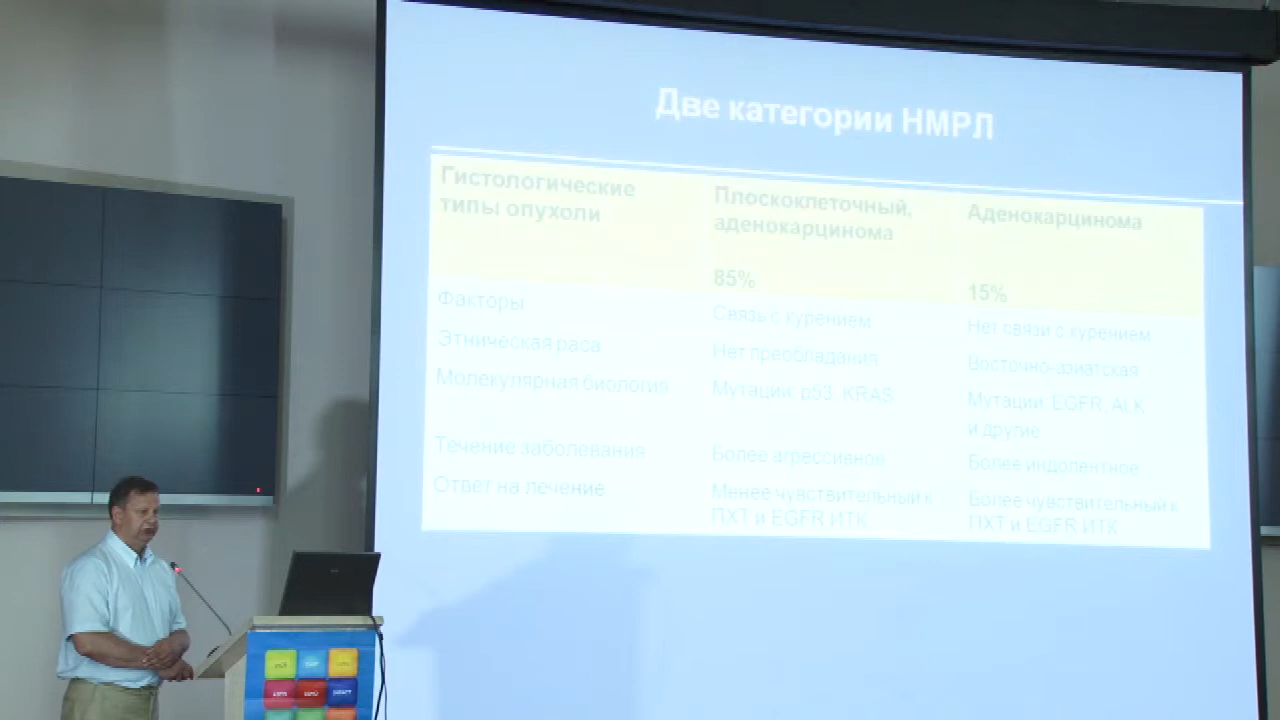 Две категории НМРЛ
Гистологические
типы опухоли
Плоскоклеточный,
аденокарцинома
85%
Аденокарцинома
15%
Факторы
Связь с курением
Нет связи с курением
Этническая раса
Нет преобладания
Восточно-азиатская
Молекулярная биология
Мутации: p53, KRAS
Мутации: EGFR, ALK
и другие
Течение заболевания
Более агрессивное
Более индолентное
Ответ на лечение
Менее чувствительный к
ПХТ и EGFR ИТК
Более чувствительный к
ПХТ и EGFR ИТК